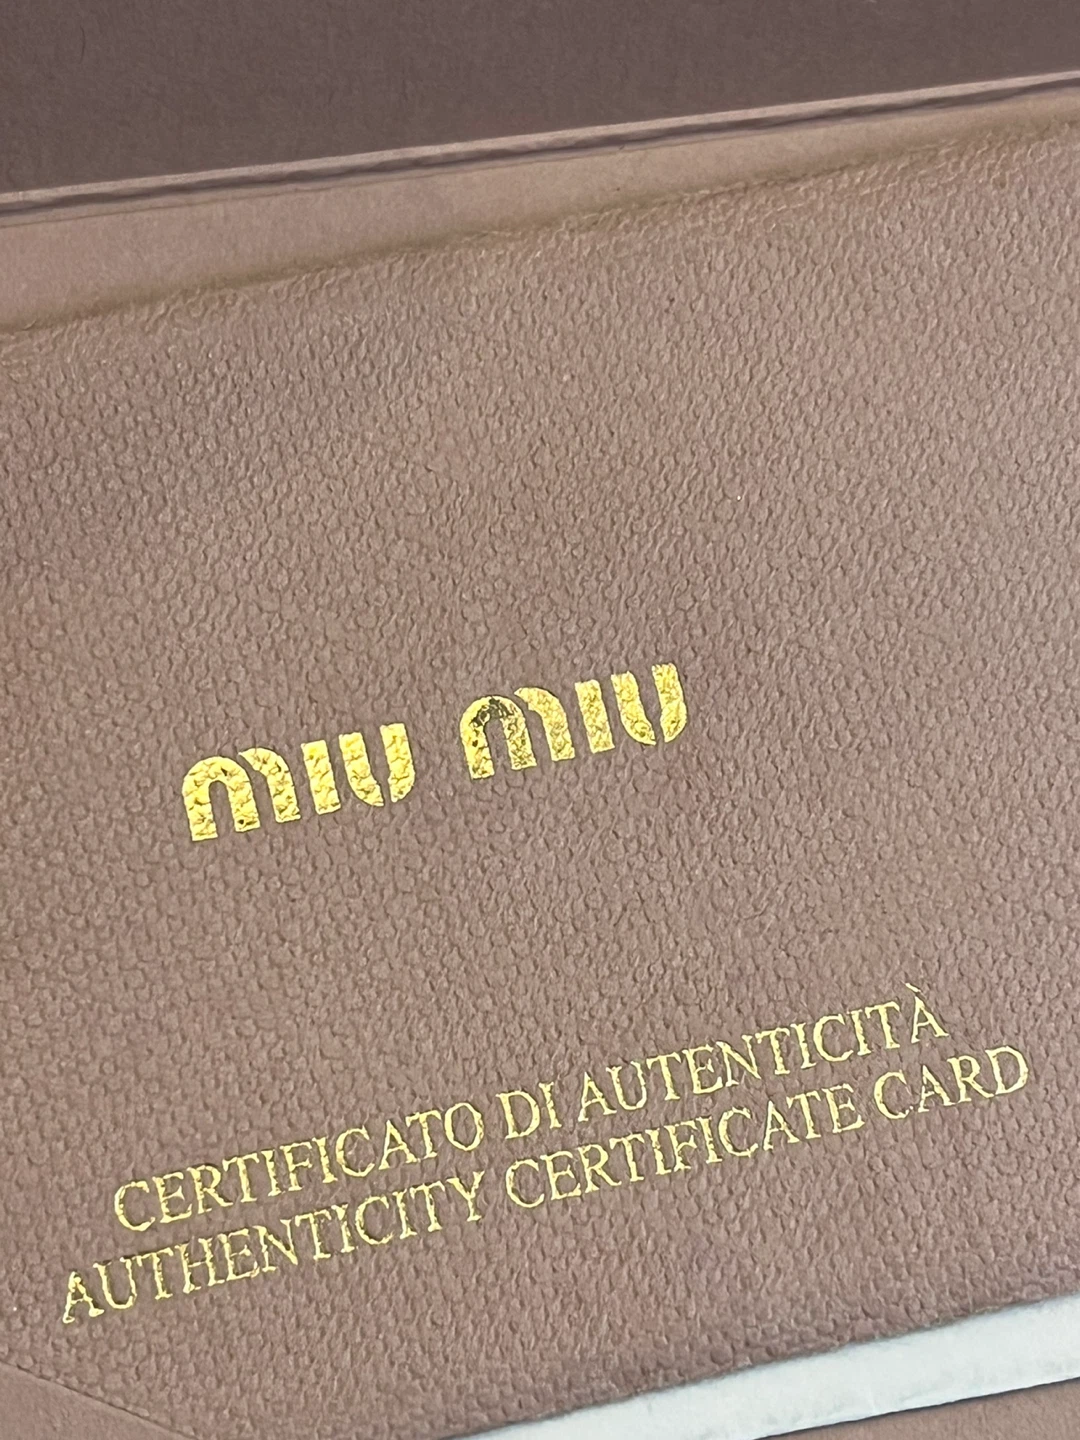 miu miu
CERTIFICATO DI AUTENTICITÀ
AUTHENTICITY CERTIFICATE CARD